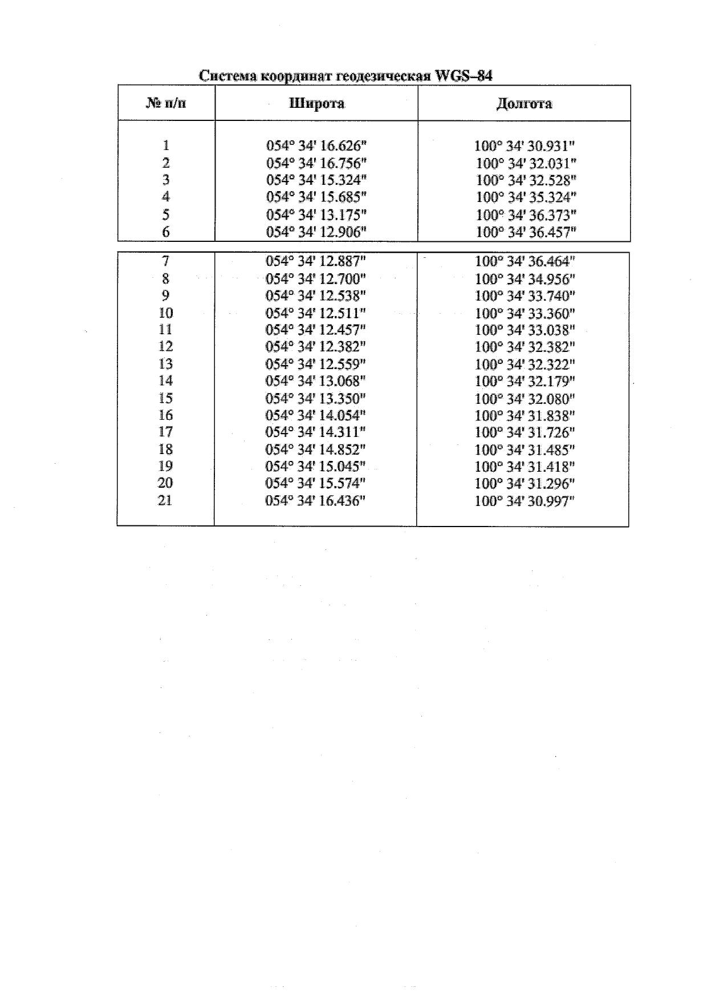 Система координат геодезическая WGS–84
№ п/п Широта Долгота
1 054° 34' 16.626" 100° 34' 30.931"
2 054° 34' 16.756" 100° 34' 32.031"
3 054° 34' 15.324" 100° 34' 32.528"
4 054° 34' 15.685" 100° 34' 35.324"
5 054° 34' 13.175" 100° 34' 36.373"
6 054° 34' 12.906" 100° 34' 36.457"
7 054° 34' 12.887" 100° 34' 36.464"
8 054° 34' 12.700" 100° 34' 34.956"
9 054° 34' 12.538" 100° 34' 33.740"
10 054° 34' 12.511" 100° 34' 33.360"
11 054° 34' 12.457" 100° 34' 33.038"
12 054° 34' 12.382" 100° 34' 32.382"
13 054° 34' 12.559" 100° 34' 32.322"
14 054° 34' 13.068" 100° 34' 32.179"
15 054° 34' 13.350" 100° 34' 32.080"
16 054° 34' 14.054" 100° 34' 31.838"
17 054° 34' 14.311" 100° 34' 31.726"
18 054° 34' 14.852" 100° 34' 31.485"
19 054° 34' 15.045" 100° 34' 31.418"
20 054° 34' 15.574" 100° 34' 31.296"
21 054° 34' 16.436" 100° 34' 30.997"